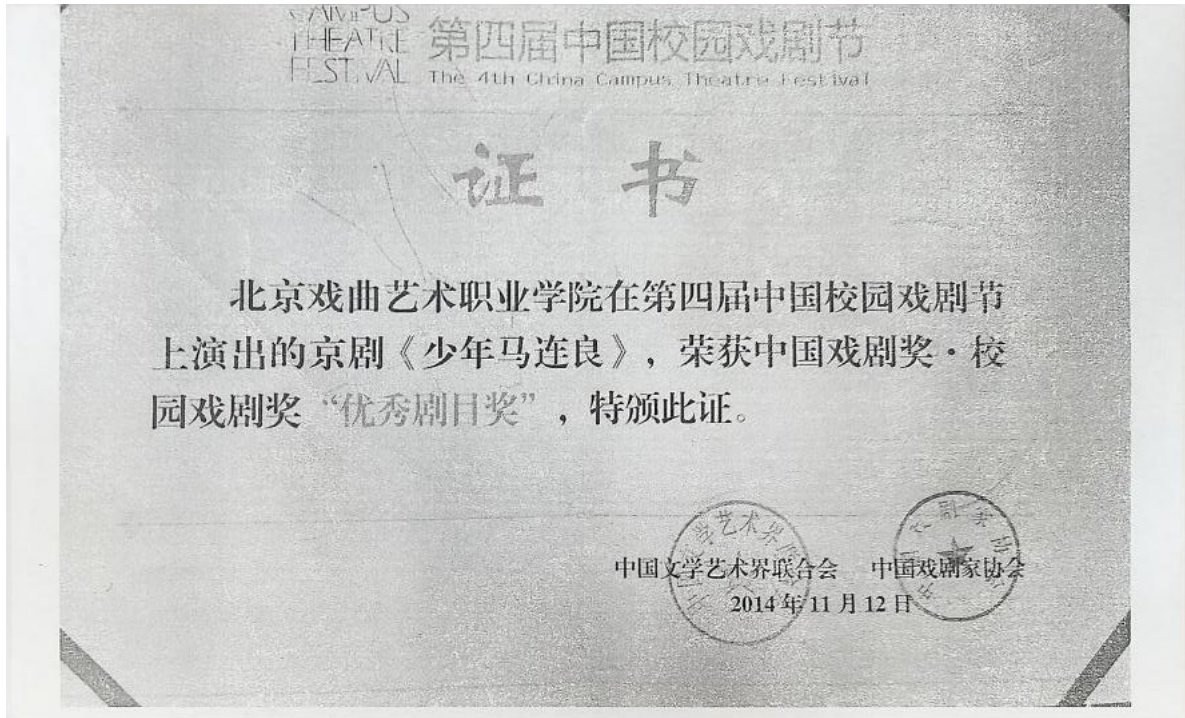 CAMPUS
THEATRE
FESTIVAL
第四届中国校园戏剧节
The 4th China Campus Theatre Festival
证书
北京戏曲艺术职业学院在第四届中国校园戏剧节
上演出的京剧《少年马连良》，荣获中国戏剧奖·校
园戏剧奖“优秀剧目奖”，特颁此证。
中国文学艺术界联合会 中国戏剧家协会
2014年11月12日